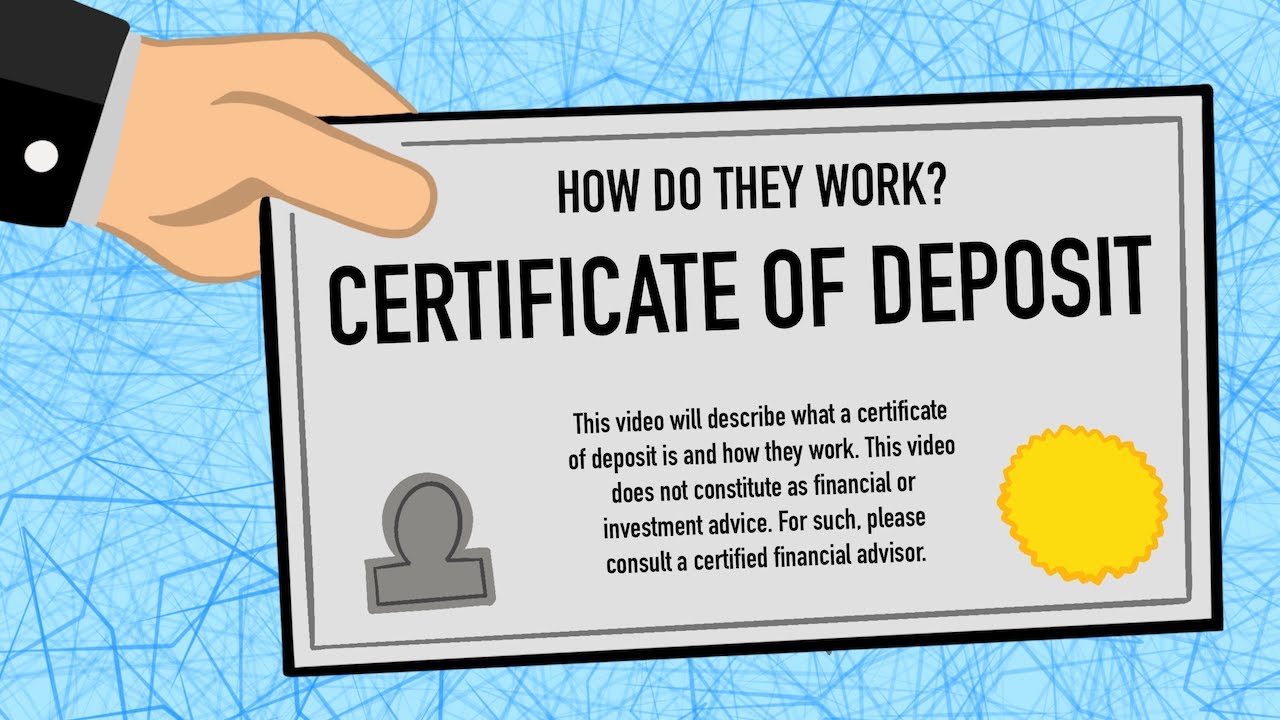 HOW DO THEY WORK?
CERTIFICATE OF DEPOSIT
This video will describe what a certificate
of deposit is and how they work. This video
does not constitute as financial or
investment advice. For such, please
consult a certified financial advisor.